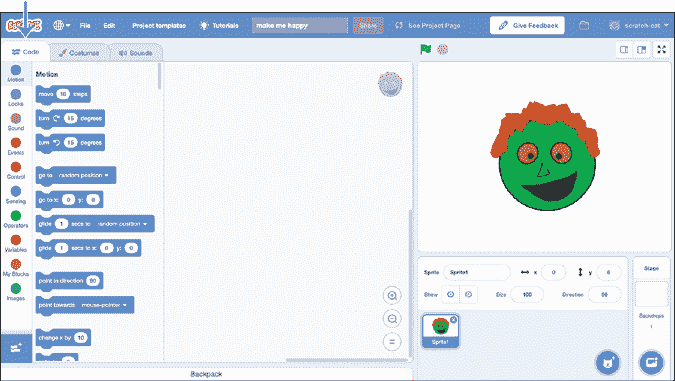 SCRATCH File Edit Project templates Tutorials make me happy Share See Project Page Give Feedback scratch-cat
Code Costumes Sounds
Motion
Looks
Sound
Events
Control
Sensing
Operators
Variables
My Blocks
Images
Motion
move 10 steps
turn 15 degrees
turn 15 degrees
go to random position
go to x: 0 y: 0
glide 1 secs to random position
glide 1 secs to x: 0 y: 0
point in direction 90
point towards mouse-pointer
change x by 10
Backpack
Sprite Sprite1 x 0 y 6
Show Size 100 Direction 90
Sprite1
Stage
Backdrops
1